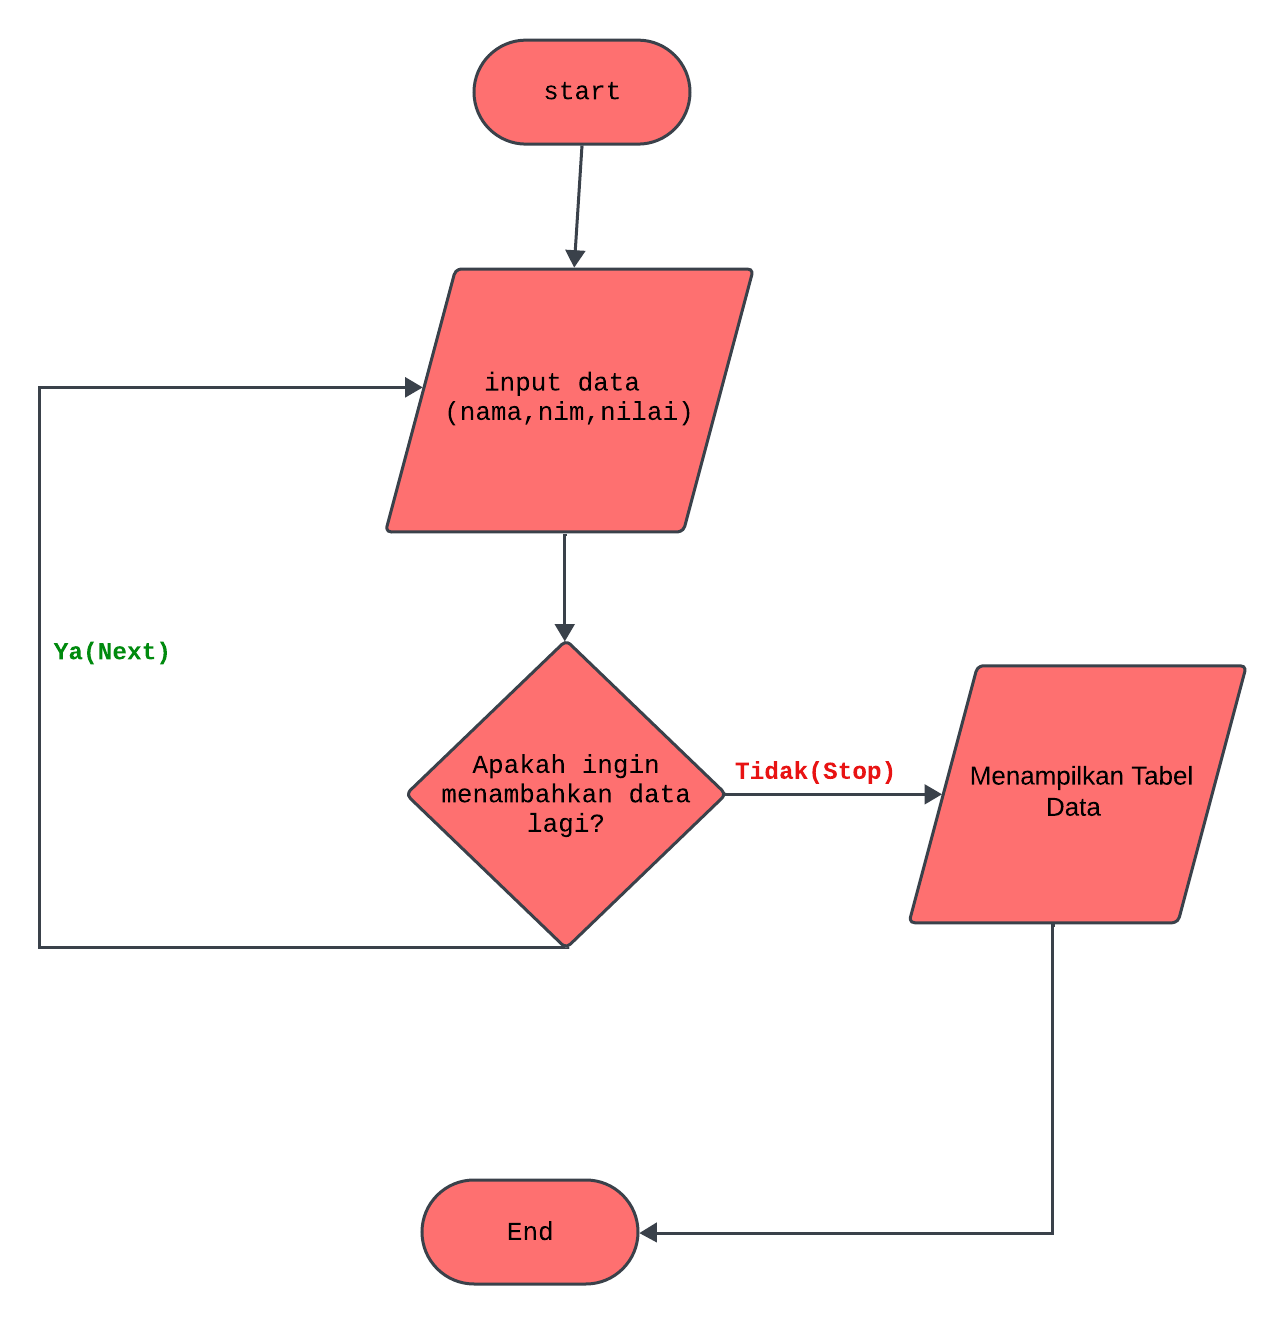 start
input data
(nama,nim,nilai)
Ya(Next)
Apakah ingin
menambahkan data
lagi?
Tidak(Stop)
Menampilkan Tabel
Data
End